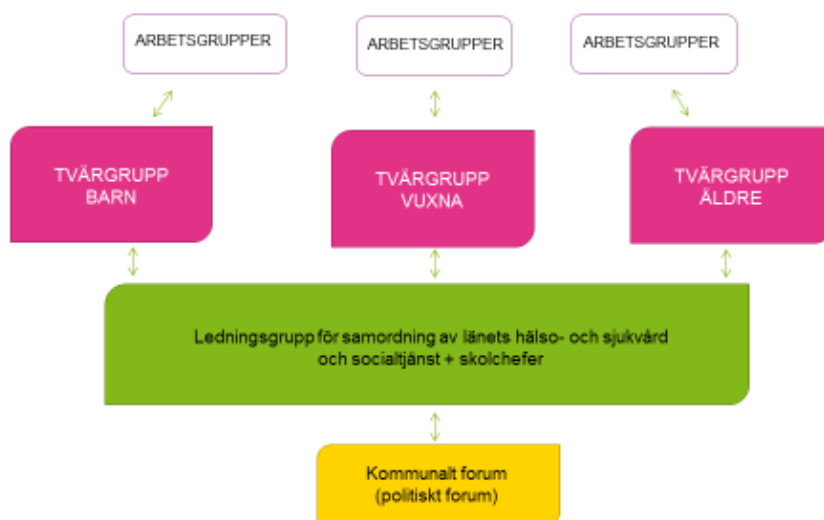 ARBETSGRUPPER
ARBETSGRUPPER
ARBETSGRUPPER
TVÄRGRUPP
BARN
TVÄRGRUPP
VUXNA
TVÄRGRUPP
ÄLDRE
Ledningsgrupp för samordning av länets hälso- och sjukvård
och socialtjänst + skolchefer
Kommunalt forum
(politiskt forum)